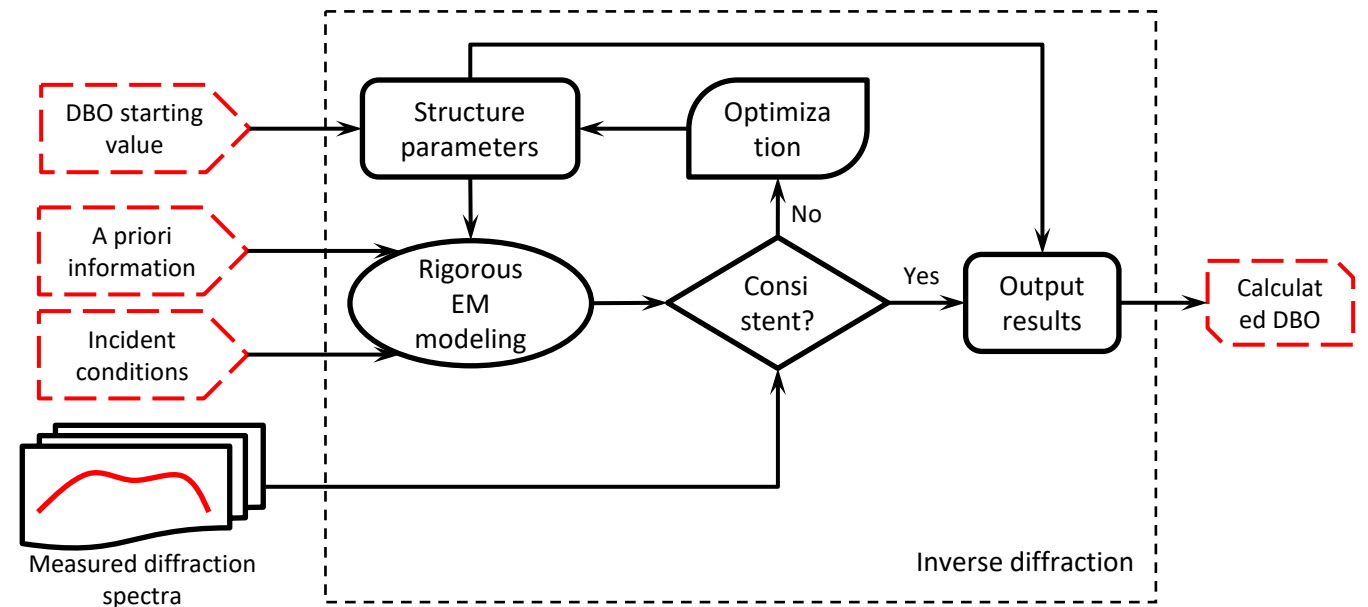 DBO starting
value
Structure
parameters
Optimiza
tion
No
A priori
information
Rigorous
EM
modeling
Incident
conditions
Consi
stent?
Yes
Output
results
Calculat
ed DBO
Measured diffraction
spectra
Inverse diffraction